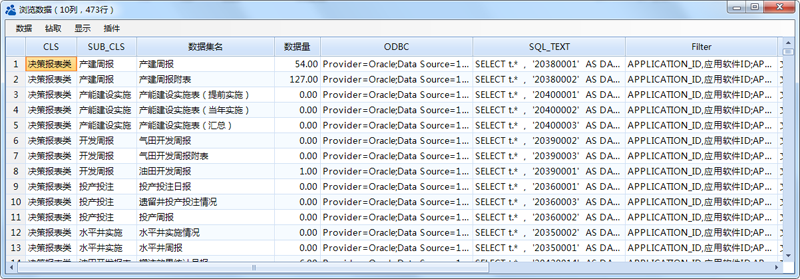 浏览数据（10列，473行）
数据 钻取 显示 插件
CLS SUB_CLS 数据集名 数据量 ODBC SQL_TEXT Filter
1 决策报表类 产建周报 产建周报 54.00 Provider=Oracle;Data Source=1... SELECT t.* , '20380001' AS DA... APPLICATION_ID,应用软件ID;AP...
2 决策报表类 产建周报 产建周报附表 127.00 Provider=Oracle;Data Source=1... SELECT t.* , '20380002' AS DA... APPLICATION_ID,应用软件ID;AP...
3 决策报表类 产能建设实施 产能建设实施表（提前实施） 0.00 Provider=Oracle;Data Source=1... SELECT t.* , '20400001' AS DA... APPLICATION_ID,应用软件ID;AP...
4 决策报表类 产能建设实施 产能建设实施表（当年实施） 0.00 Provider=Oracle;Data Source=1... SELECT t.* , '20400002' AS DA... APPLICATION_ID,应用软件ID;AP...
5 决策报表类 产能建设实施 产能建设实施表（汇总） 0.00 Provider=Oracle;Data Source=1... SELECT t.* , '20400003' AS DA... APPLICATION_ID,应用软件ID;AP...
6 决策报表类 开发周报 气田开发周报 0.00 Provider=Oracle;Data Source=1... SELECT t.* , '20390002' AS DA... APPLICATION_ID,应用软件ID;AP...
7 决策报表类 开发周报 气田开发周报附表 0.00 Provider=Oracle;Data Source=1... SELECT t.* , '20390003' AS DA... APPLICATION_ID,应用软件ID;AP...
8 决策报表类 开发周报 油田开发周报 1.00 Provider=Oracle;Data Source=1... SELECT t.* , '20390001' AS DA... APPLICATION_ID,应用软件ID;AP...
9 决策报表类 投产投注 投产投注日报 0.00 Provider=Oracle;Data Source=1... SELECT t.* , '20360001' AS DA... APPLICATION_ID,应用软件ID;AP...
10 决策报表类 投产投注 遗留井投产投注情况 0.00 Provider=Oracle;Data Source=1... SELECT t.* , '20360003' AS DA... APPLICATION_ID,应用软件ID;AP...
11 决策报表类 投产投注 投产周报 0.00 Provider=Oracle;Data Source=1... SELECT t.* , '20360002' AS DA... APPLICATION_ID,应用软件ID;AP...
12 决策报表类 水平井实施 水平井实施情况 0.00 Provider=Oracle;Data Source=1... SELECT t.* , '20350002' AS DA... APPLICATION_ID,应用软件ID;AP...
13 决策报表类 水平井实施 水平井周报 0.00 Provider=Oracle;Data Source=1... SELECT t.* , '20350001' AS DA... APPLICATION_ID,应用软件ID;AP...